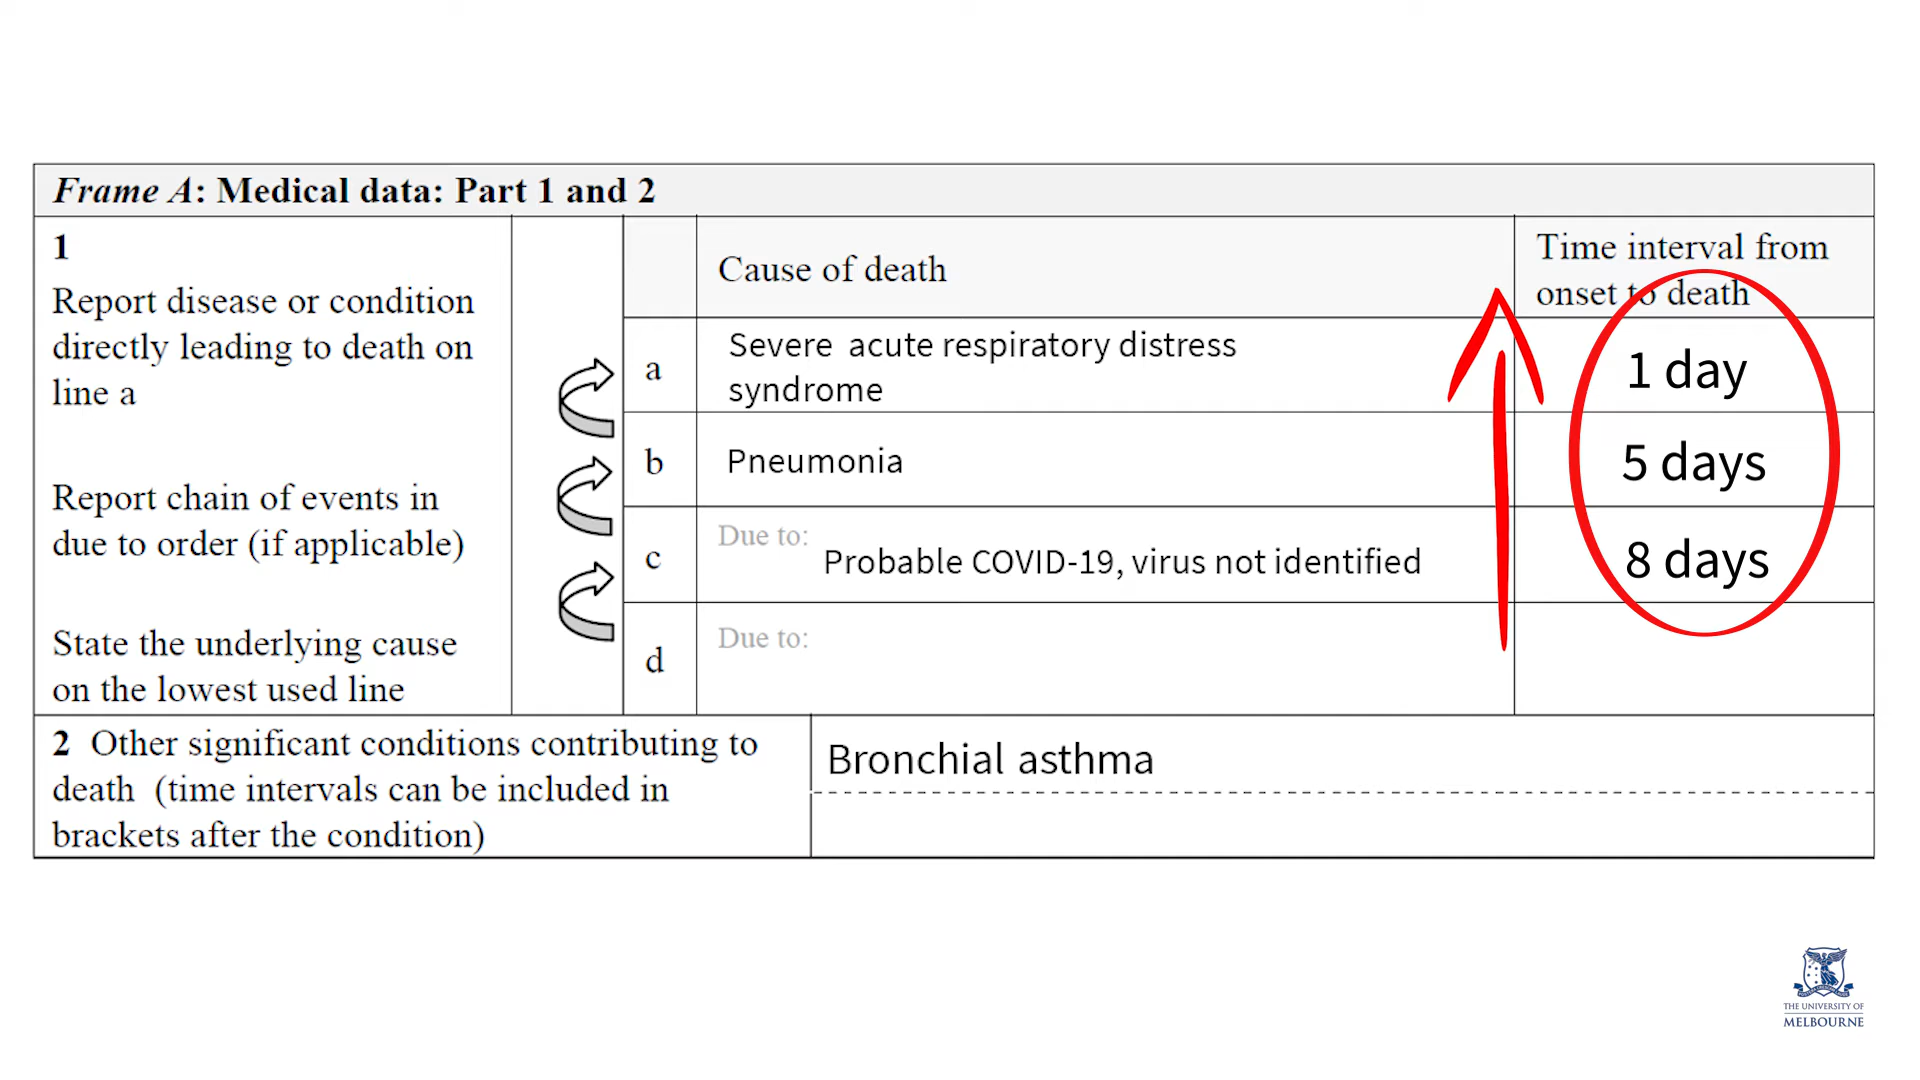 Frame A: Medical data: Part 1 and 2
1
Report disease or condition
directly leading to death on
line a
Report chain of events in
due to order (if applicable)
State the underlying cause
on the lowest used line
Cause of death
Time interval from
onset to death
a
Severe acute respiratory distress
syndrome
1 day
b
Pneumonia
5 days
c
Due to:
Probable COVID-19, virus not identified
8 days
d
Due to:
2 Other significant conditions contributing to
death (time intervals can be included in
brackets after the condition)
Bronchial asthma
THE UNIVERSITY OF
MELBOURNE